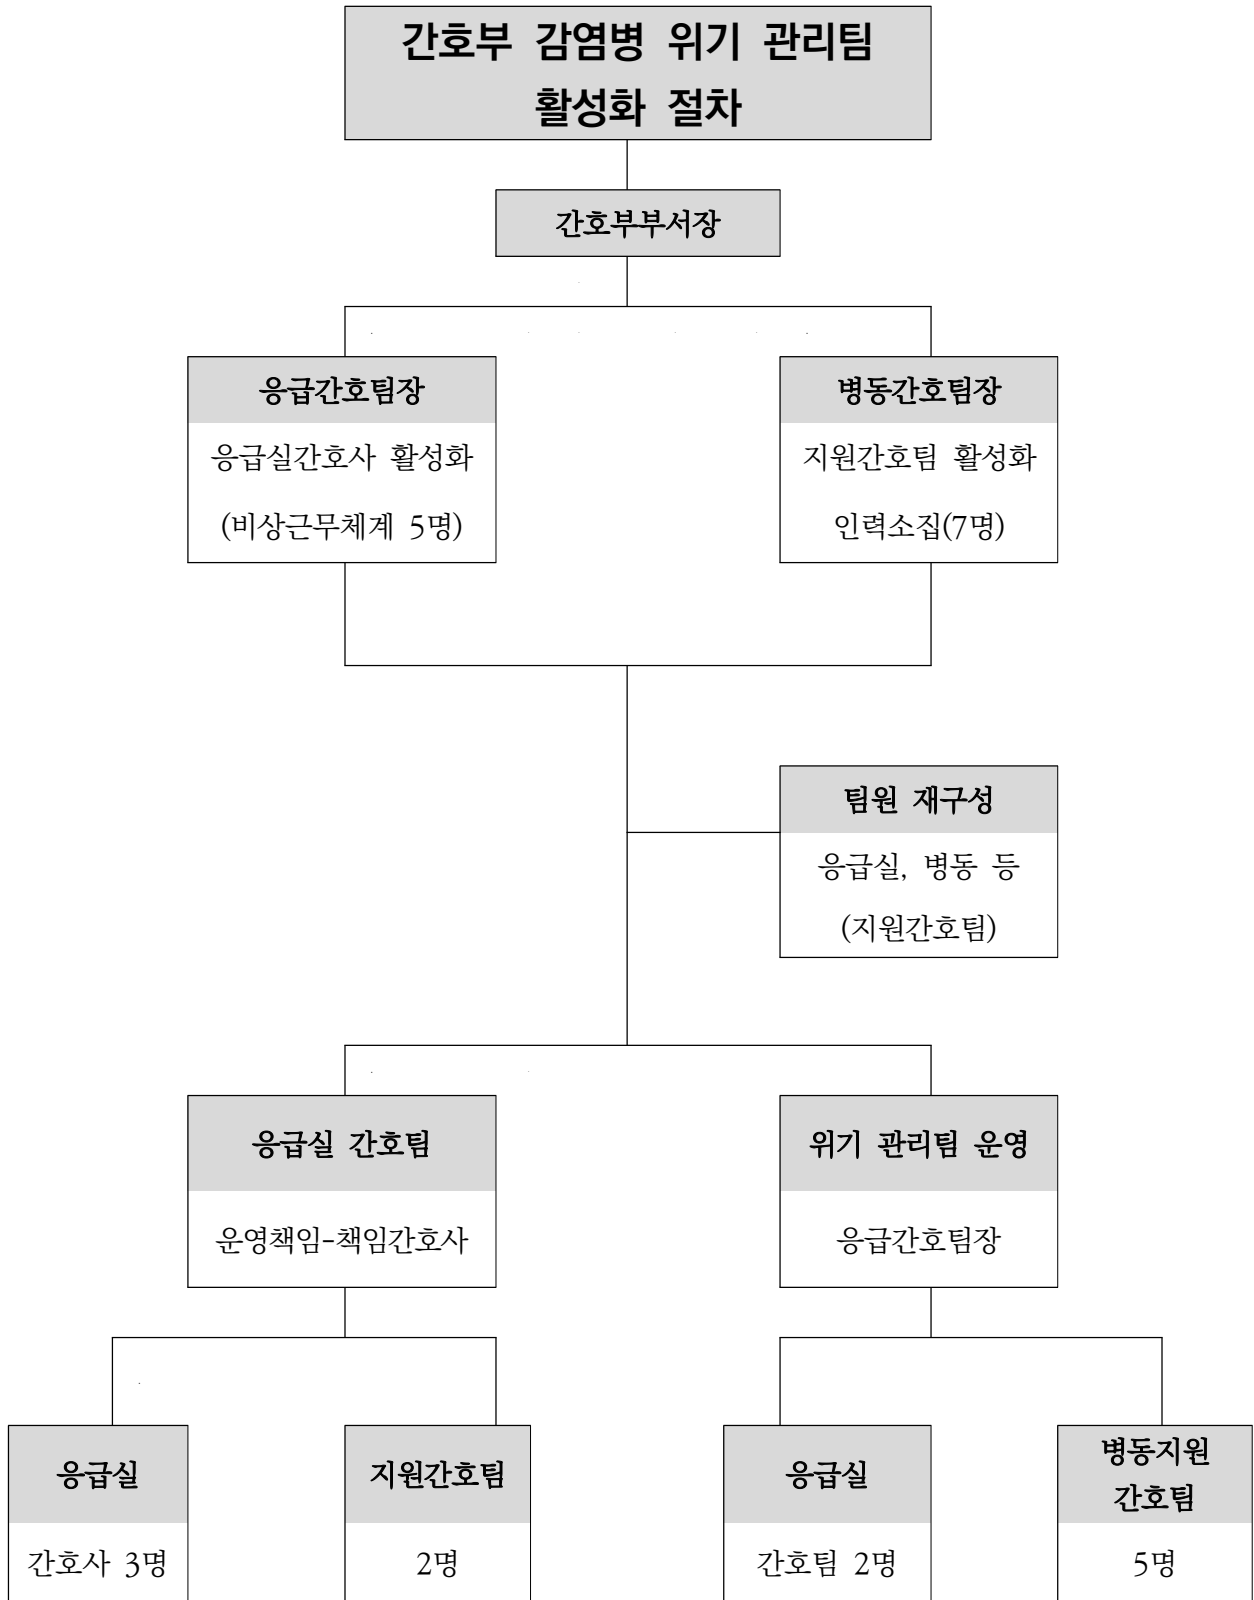 간호부 감염병 위기 관리팀
활성화 절차
간호부부서장
응급간호팀장
응급실간호사 활성화
(비상근무체계 5명)
병동간호팀장
지원간호팀 활성화
인력소집(7명)
팀원 재구성
응급실, 병동 등
(지원간호팀)
응급실 간호팀
운영책임-책임간호사
위기 관리팀 운영
응급간호팀장
응급실
간호사 3명
지원간호팀
2명
응급실
간호팀 2명
병동지원
간호팀
5명